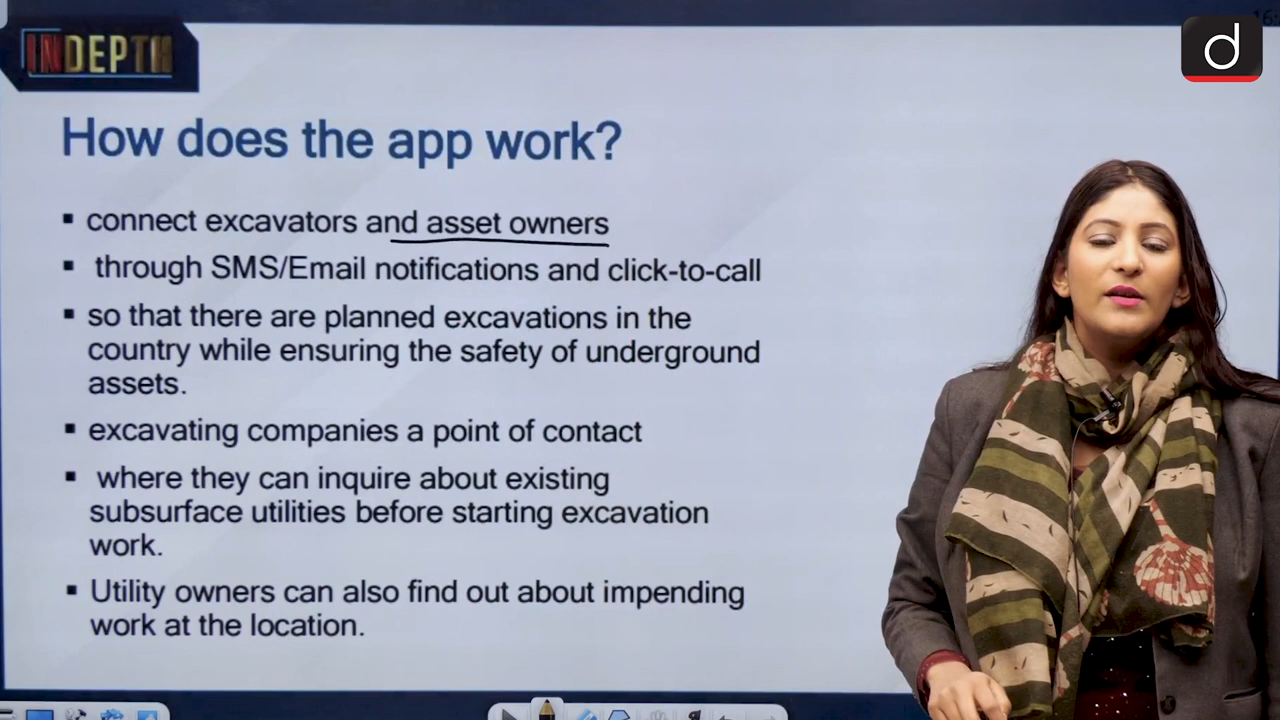 INDEPTH
d
How does the app work?
▪ connect excavators and asset owners
▪ through SMS/Email notifications and click-to-call
▪ so that there are planned excavations in the
country while ensuring the safety of underground
assets.
▪ excavating companies a point of contact
▪ where they can inquire about existing
subsurface utilities before starting excavation
work.
▪ Utility owners can also find out about impending
work at the location.